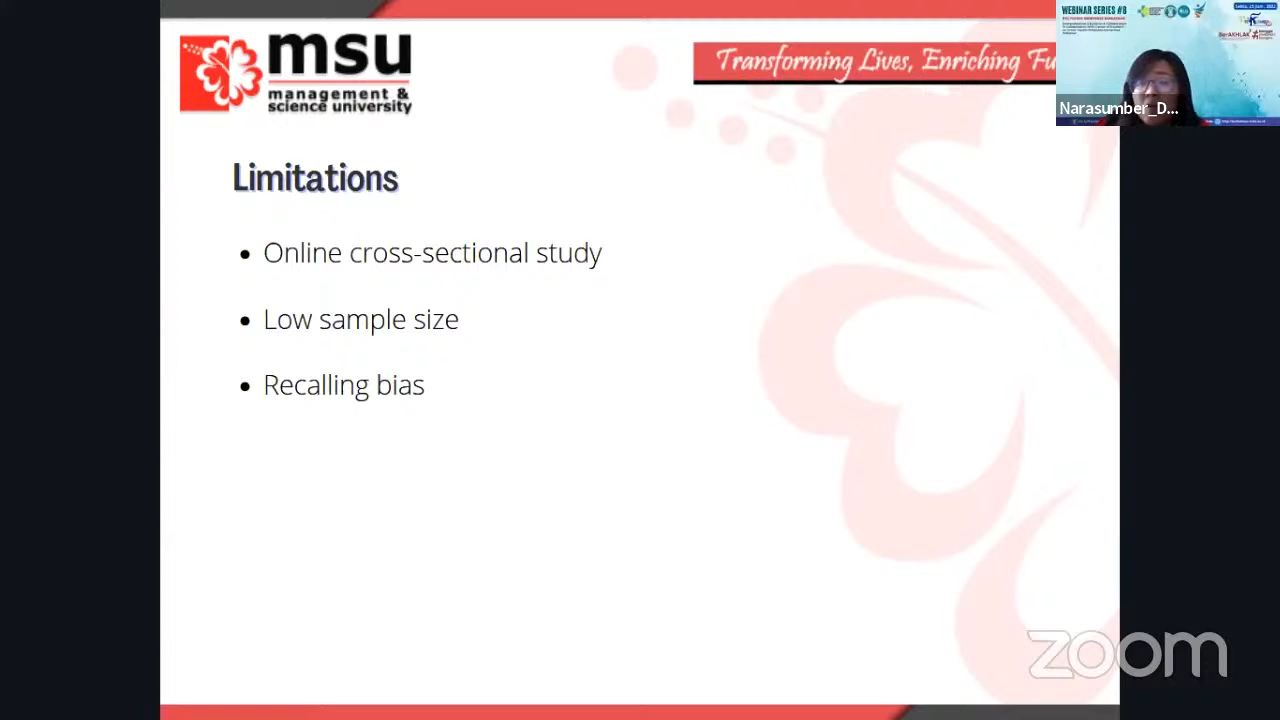 msu
management &
science university
Transforming Lives, Enriching Fu
WEBINAR SERIES #8
BerAKHLAK
Narasumber_D...
Limitations
• Online cross-sectional study
• Low sample size
• Recalling bias
zoom